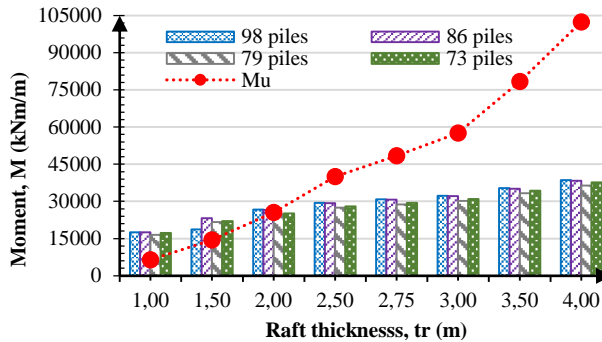 105000
90000
75000
60000
45000
30000
15000
0
Moment, M (kNm/m)
98 piles
86 piles
79 piles
73 piles
Mu
1,00 1,50 2,00 2,50 2,75 3,00 3,50 4,00
Raft thicknesss, tr (m)